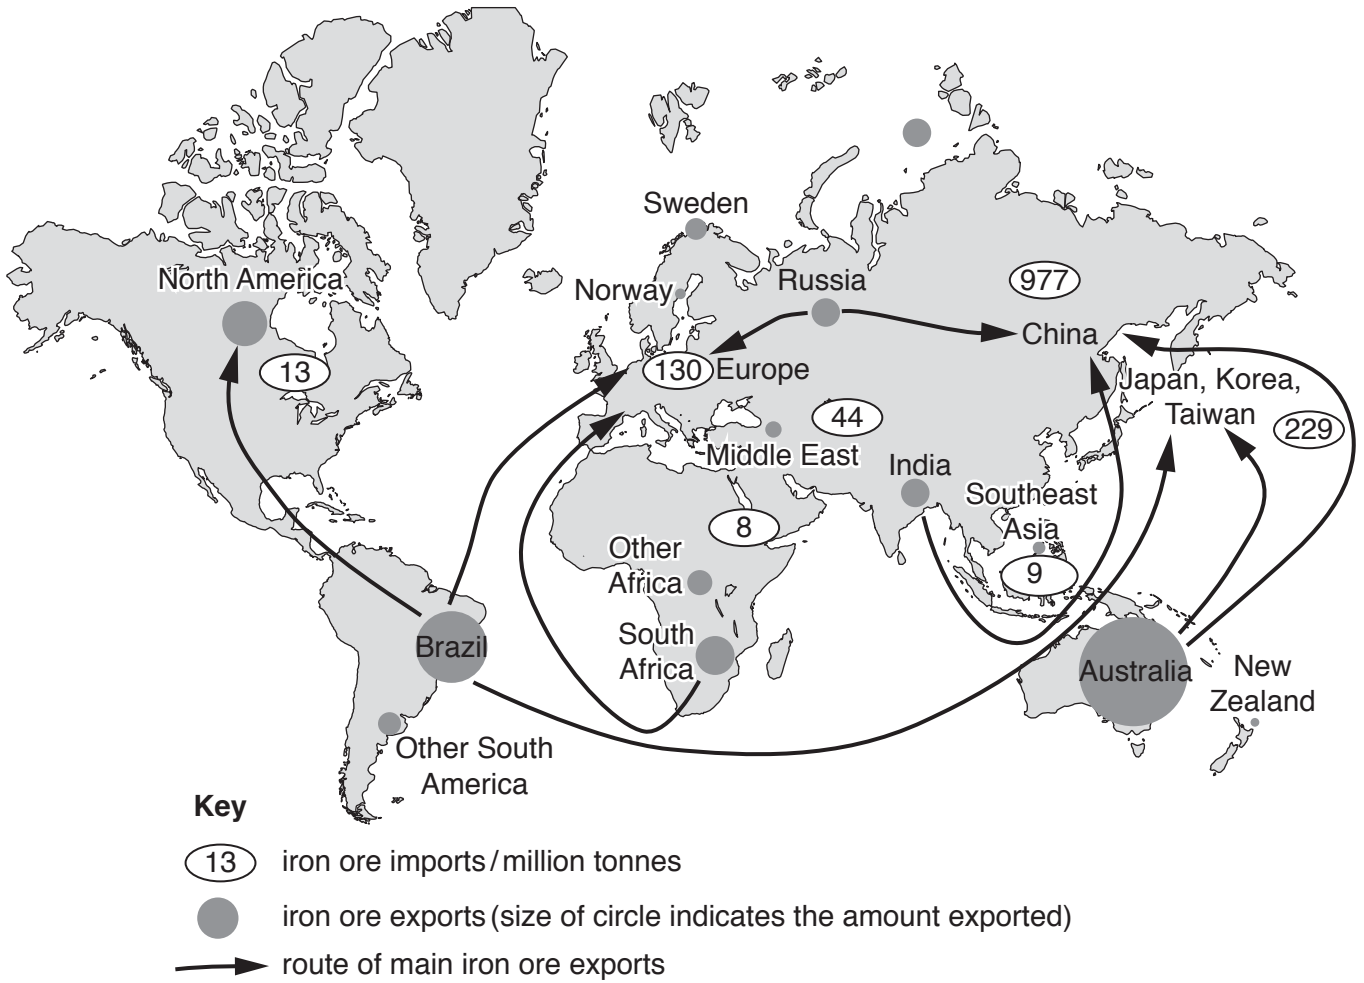 Sweden
North America
Norway
Russia
977
China
13
130
Europe
Japan, Korea,
Taiwan
44
229
Middle East
India
Southeast
Asia
8
Other
Africa
9
South
Africa
Brazil
Australia
New
Zealand
Other South
America
Key
13 iron ore imports / million tonnes
iron ore exports (size of circle indicates the amount exported)
route of main iron ore exports